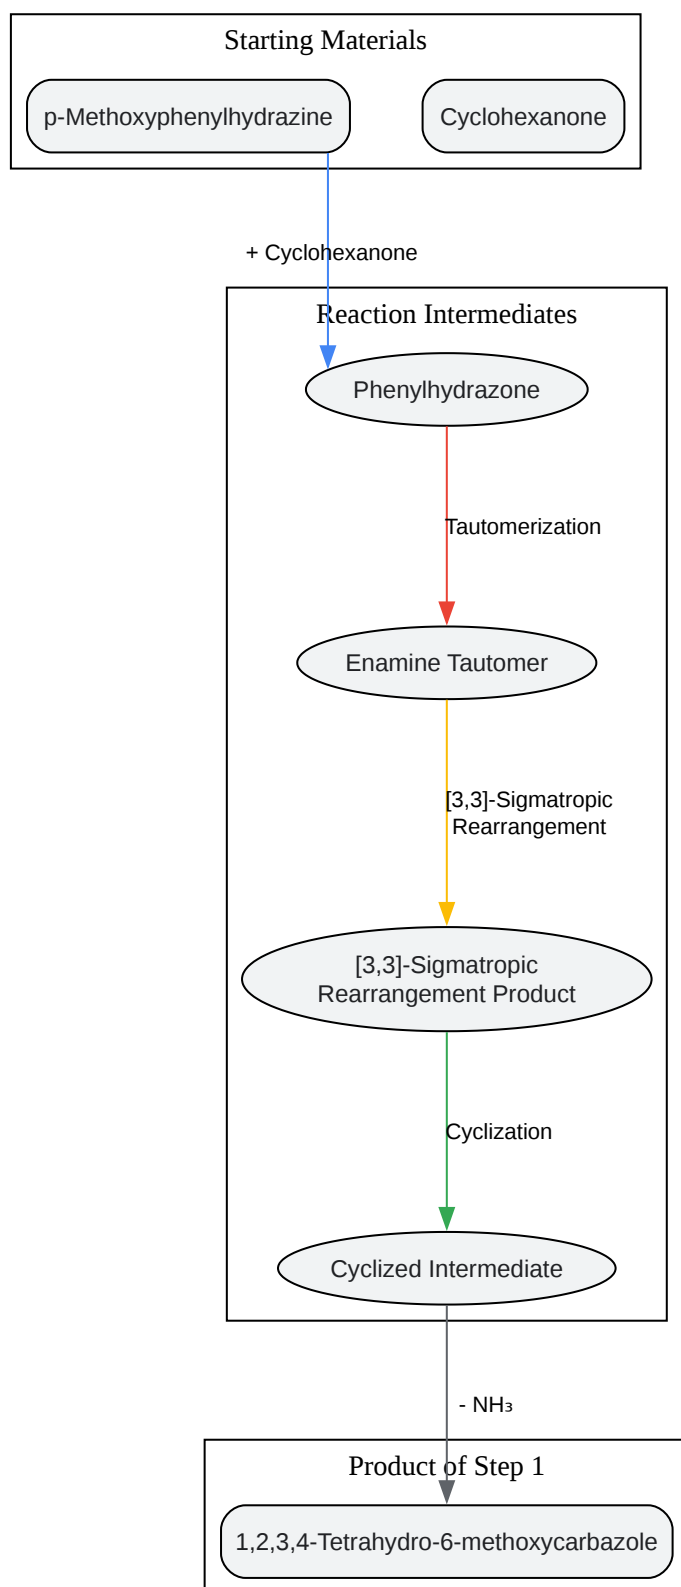 Starting Materials
p-Methoxyphenylhydrazine
Cyclohexanone
+ Cyclohexanone
Reaction Intermediates
Phenylhydrazone
Tautomerization
Enamine Tautomer
[3,3]-Sigmatropic
Rearrangement
[3,3]-Sigmatropic
Rearrangement Product
Cyclization
Cyclized Intermediate
- NH₃
Product of Step 1
1,2,3,4-Tetrahydro-6-methoxycarbazole